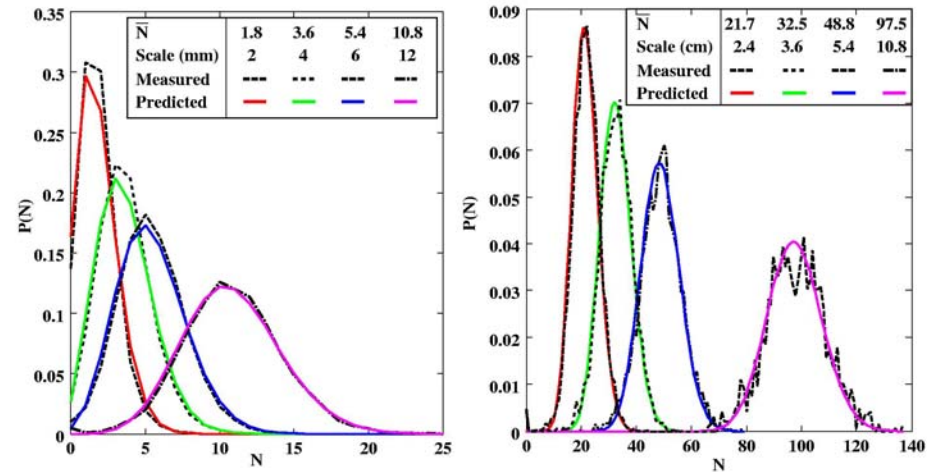 N̅ 1.8 3.6 5.4 10.8
Scale (mm) 2 4 6 12
Measured
Predicted
P(N)
0.35
0.3
0.25
0.2
0.15
0.1
0.05
0
0 5 10 15 20 25
N
N̅ 21.7 32.5 48.8 97.5
Scale (cm) 2.4 3.6 5.4 10.8
Measured
Predicted
P(N)
0.09
0.08
0.07
0.06
0.05
0.04
0.03
0.02
0.01
0.0
0 20 40 60 80 100 120 140
N